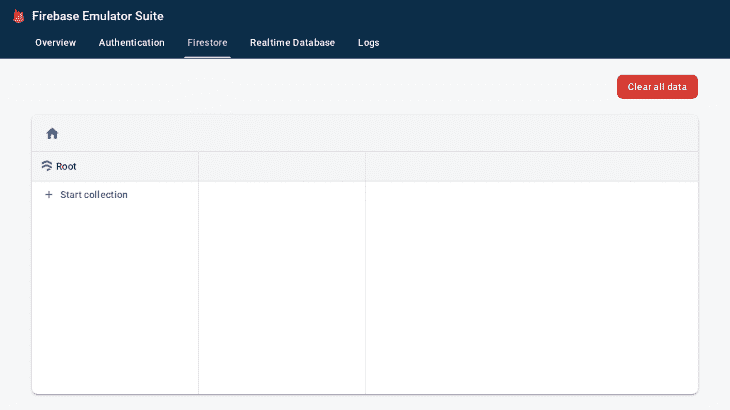 Firebase Emulator Suite
Overview Authentication Firestore Realtime Database Logs
Clear all data
Root
Start collection